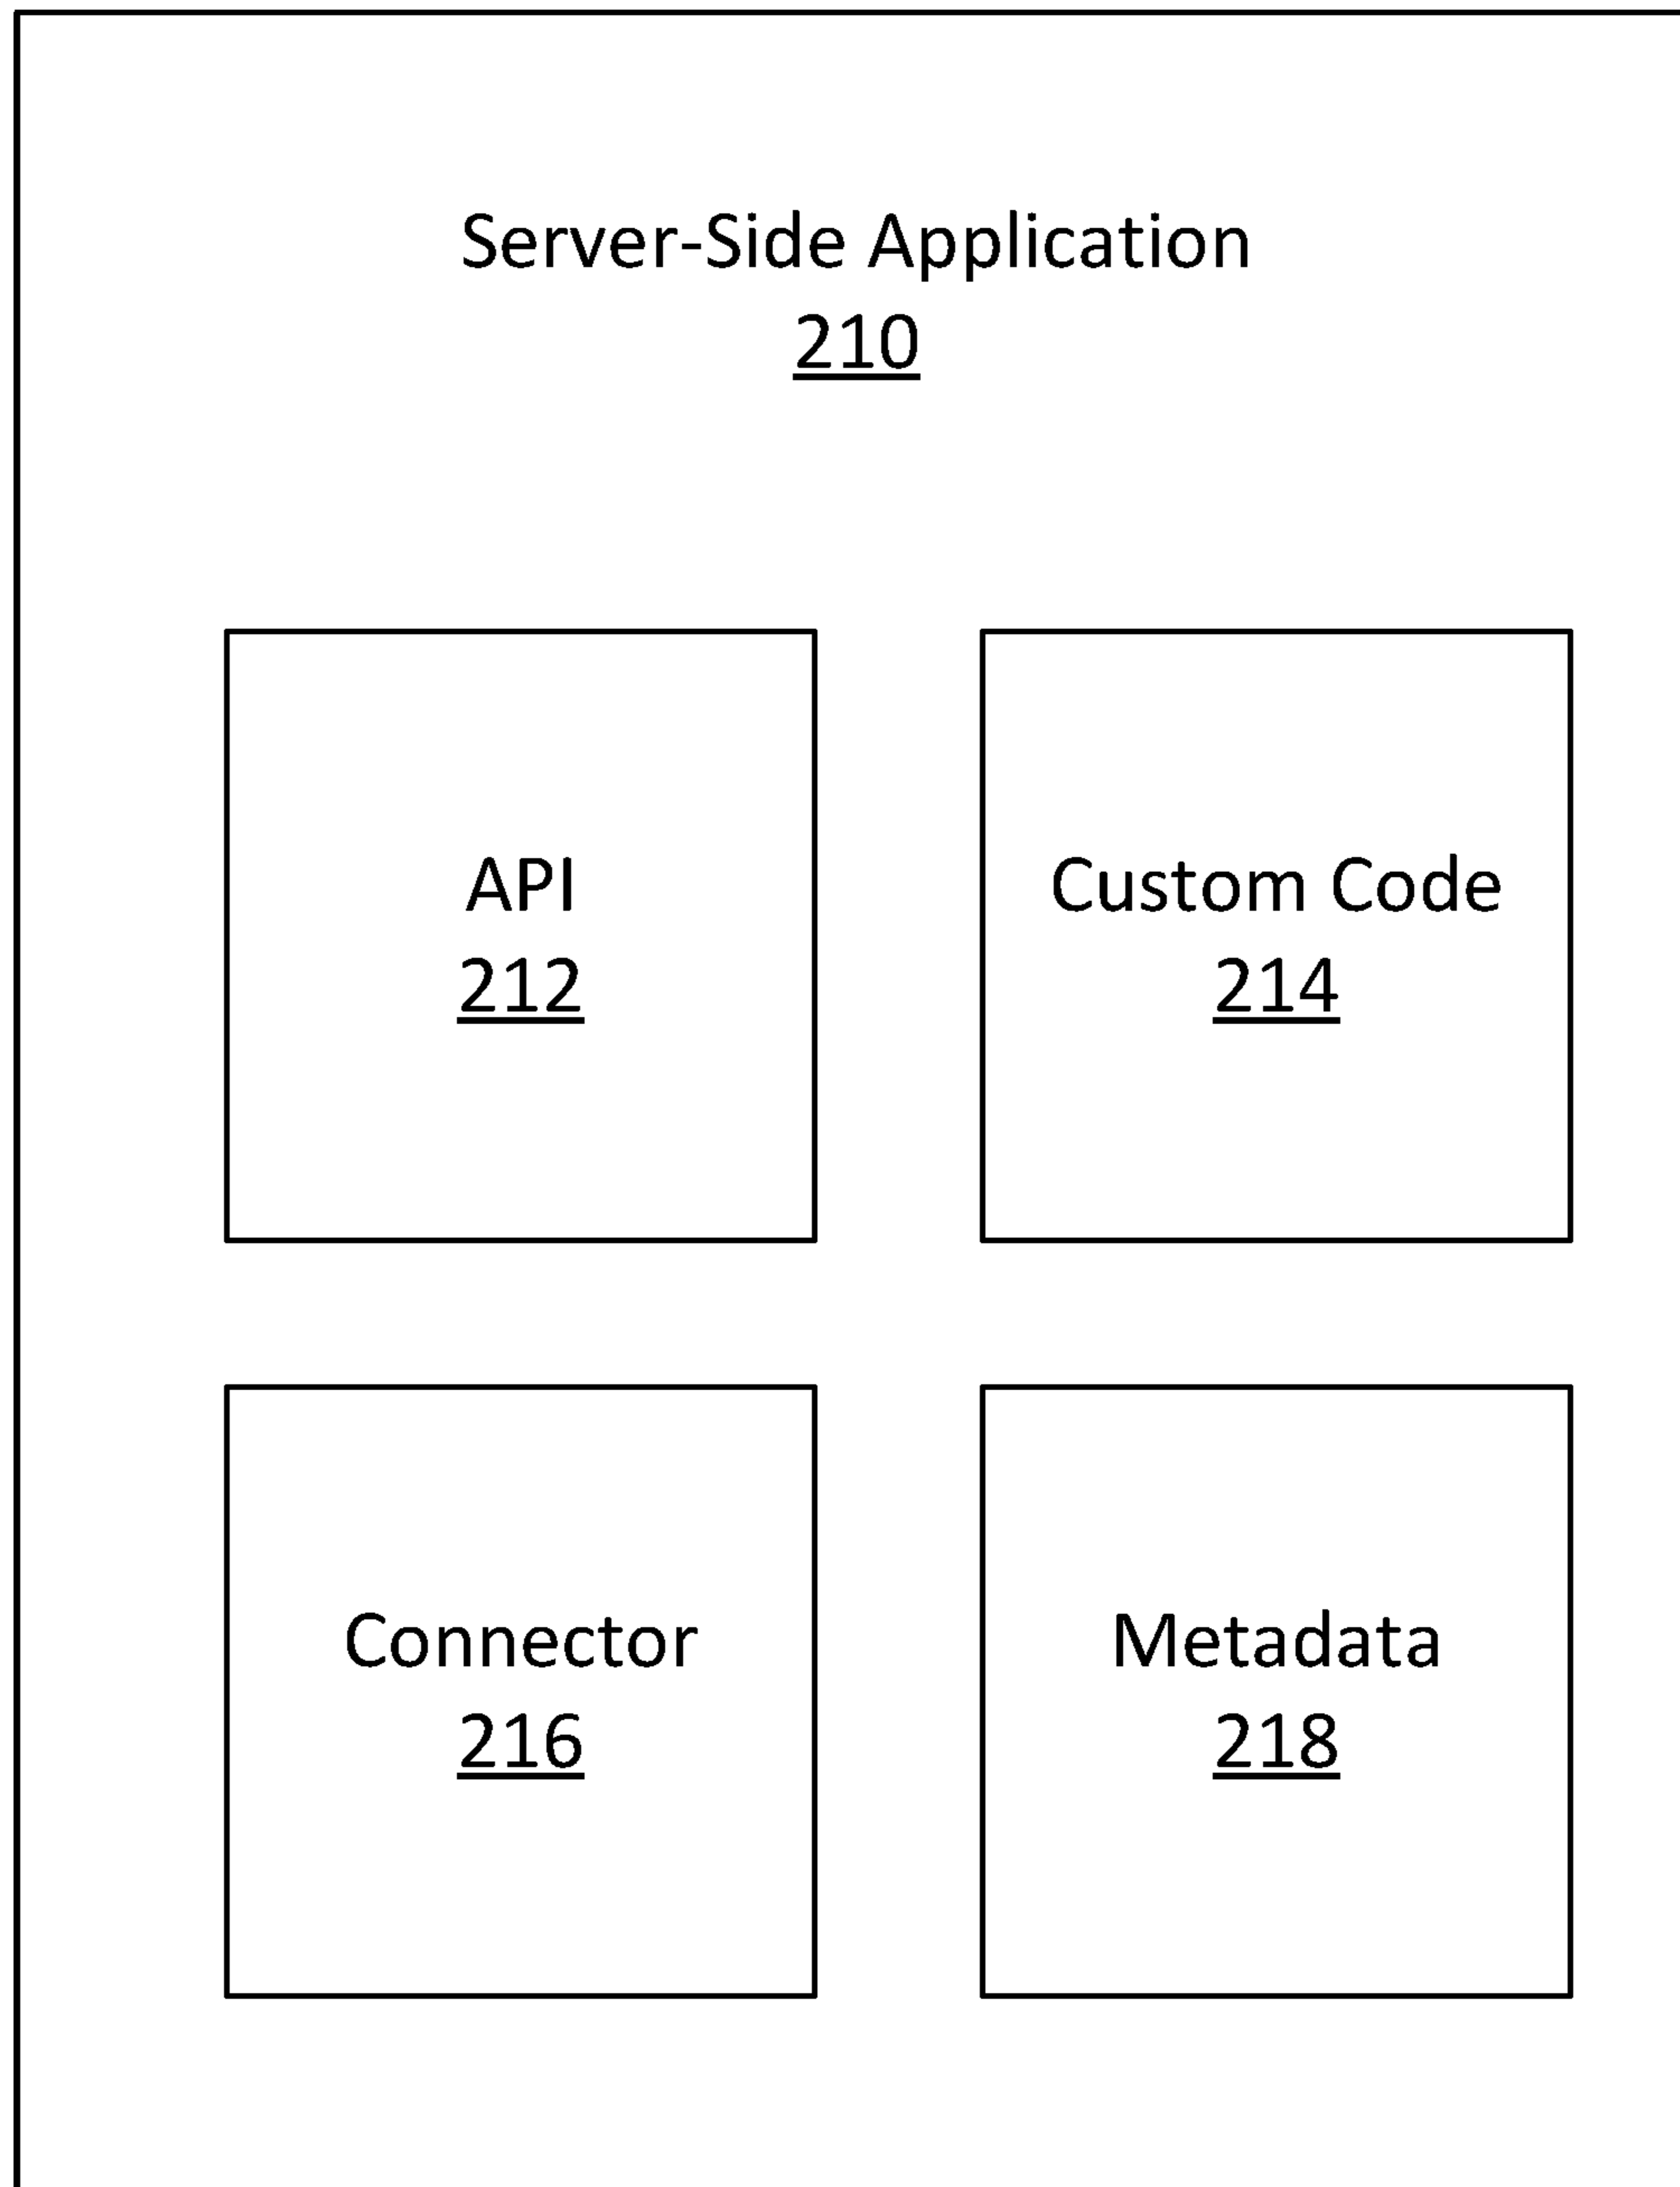 Server-Side Application
210
API
212
Custom Code
214
Connector
216
Metadata
218